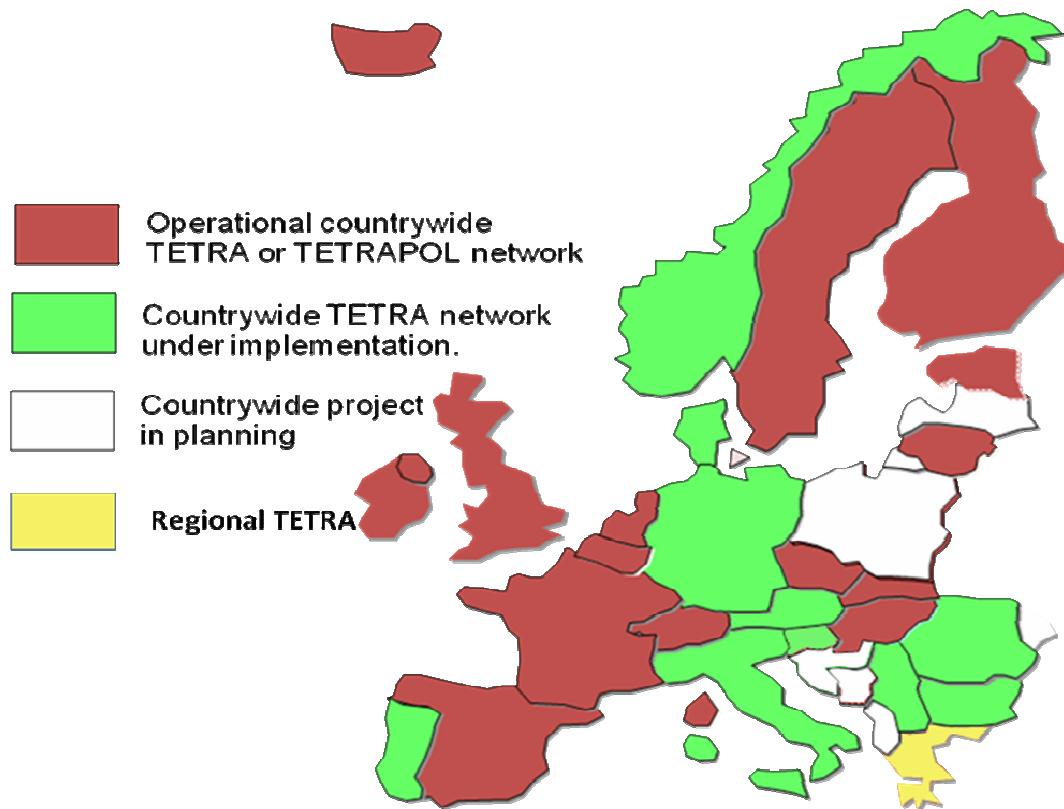 Operational countrywide
TETRA or TETRAPOL network
Countrywide TETRA network
under implementation.
Countrywide project
in planning
Regional TETRA